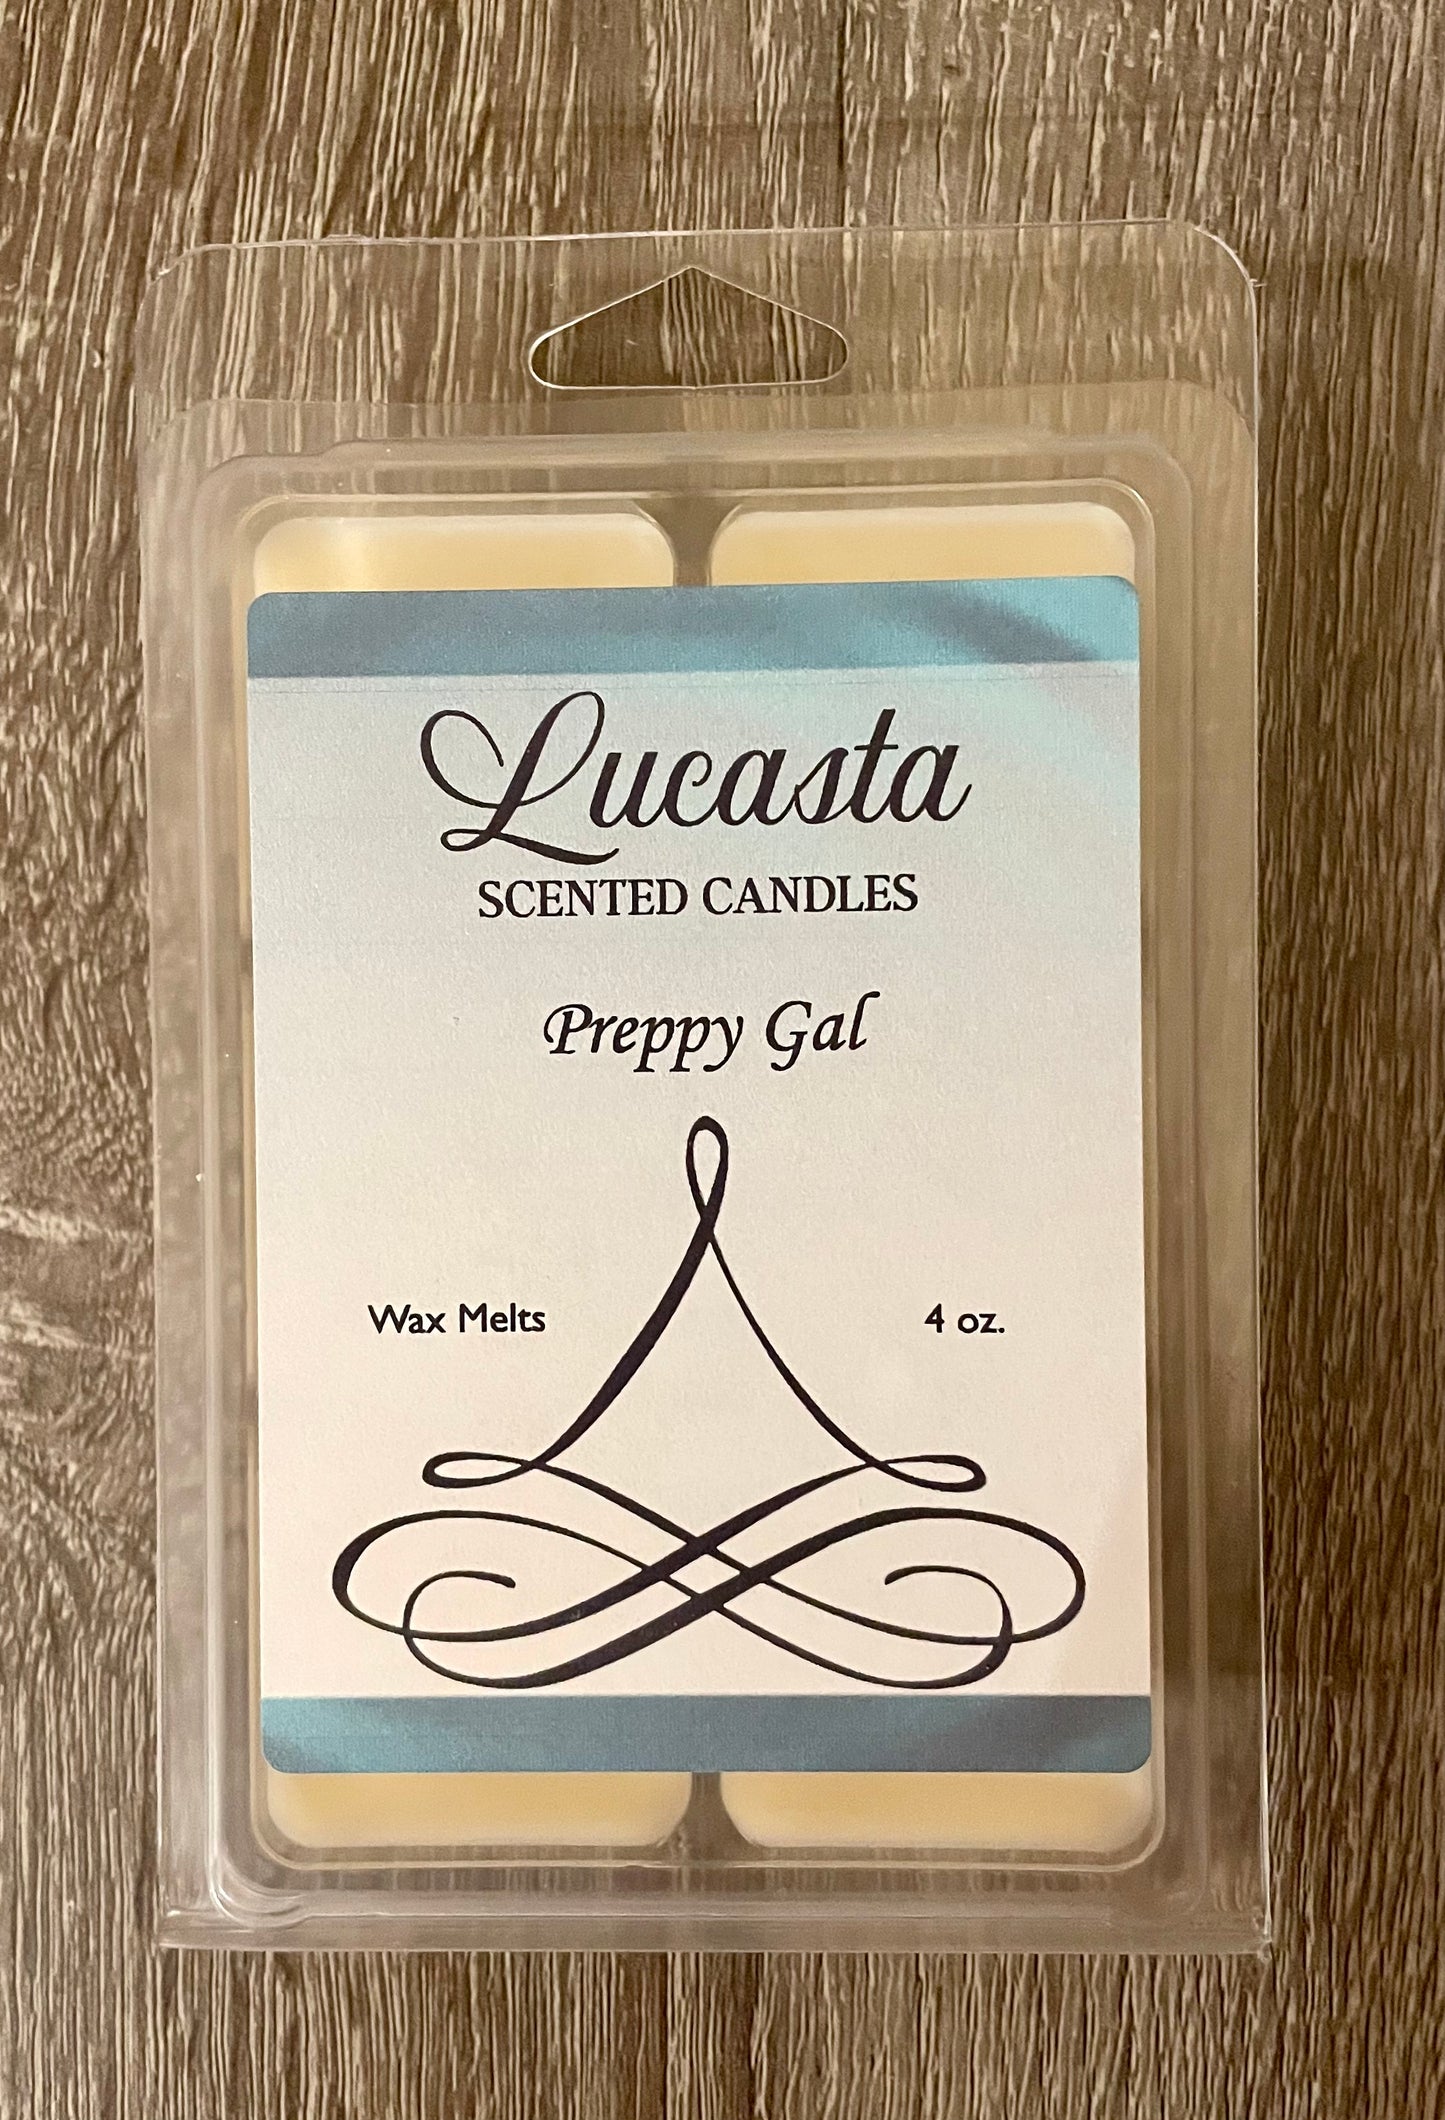 Lucasta
SCENTED CANDLES
Preppy Gal
Wax Melts
4 oz.